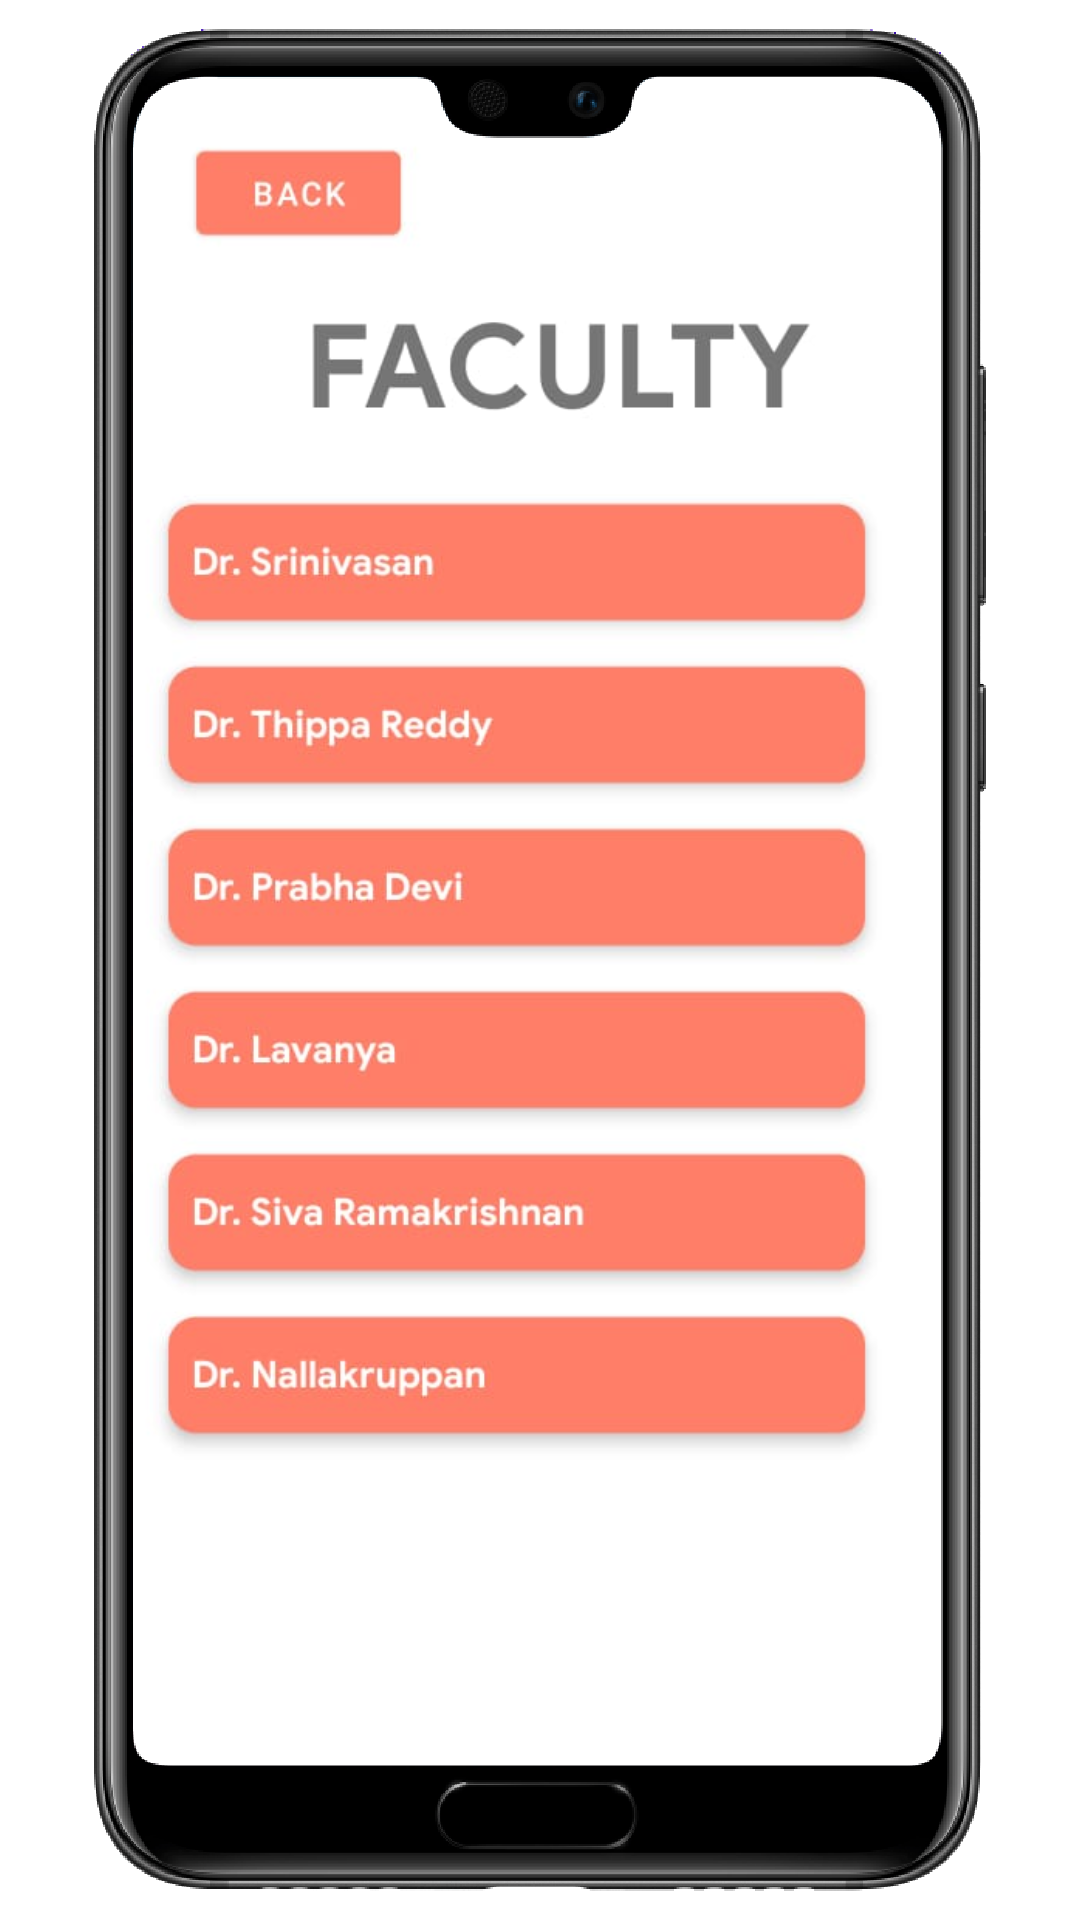 BACK
FACULTY
Dr. Srinivasan
Dr. Thippa Reddy
Dr. Prabha Devi
Dr. Lavanya
Dr. Siva Ramakrishnan
Dr. Nallakruppan